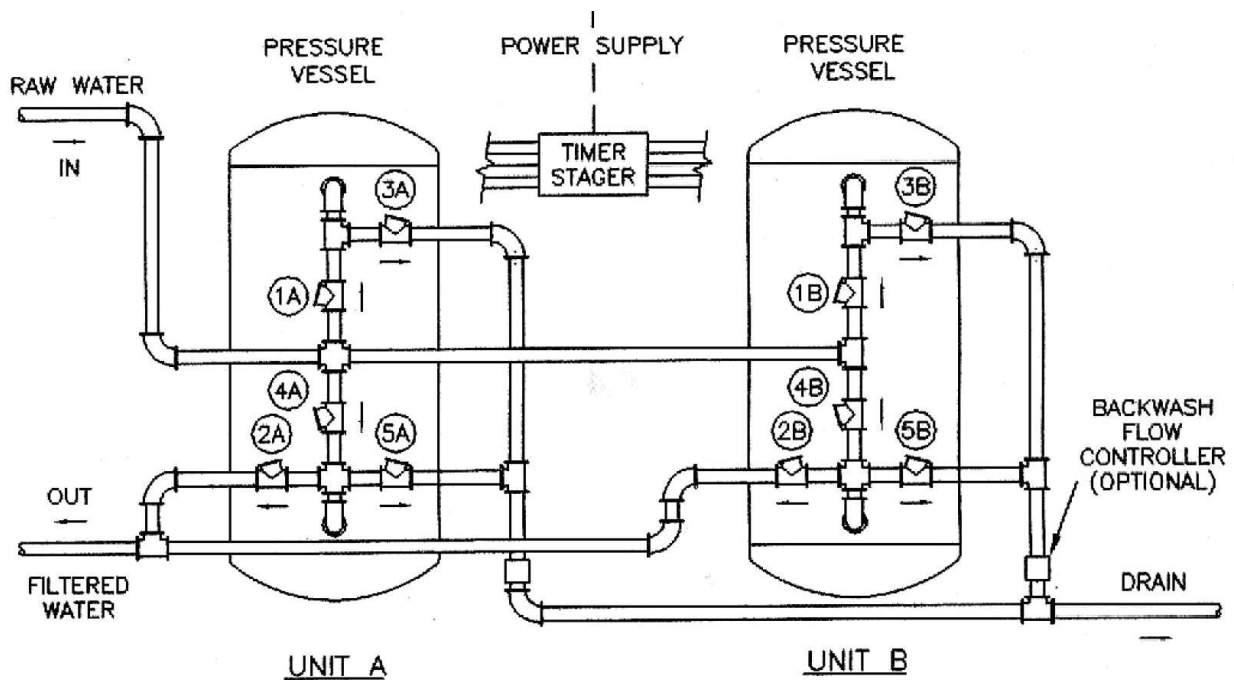 PRESSURE
VESSEL
POWER SUPPLY
PRESSURE
VESSEL
RAW WATER
IN
TIMER
STAGER
3A
3B
1A
1B
4A
4B
2A
5A
2B
5B
BACKWASH
FLOW
CONTROLLER
(OPTIONAL)
OUT
FILTERED
WATER
DRAIN
UNIT A
UNIT B